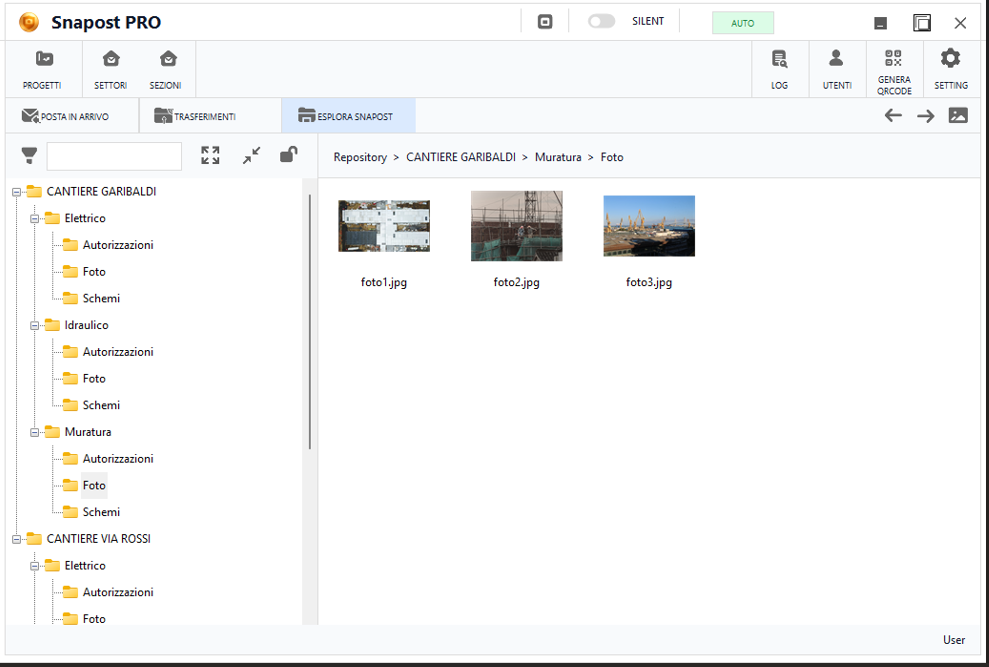 Snapost PRO
SILENT
AUTO
PROGETTI
SETTORI
SEZIONI
LOG
UTENTI
GENERA
QRCODE
SETTING
POSTA IN ARRIVO
TRASFERIMENTI
ESPLORA SNAPOST
Repository > CANTIERE GARIBALDI > Muratura > Foto
CANTIERE GARIBALDI
Elettrico
Autorizzazioni
Foto
Schemi
Idraulico
Autorizzazioni
Foto
Schemi
Muratura
Autorizzazioni
Foto
Schemi
CANTIERE VIA ROSSI
Elettrico
Autorizzazioni
Foto
foto1.jpg
foto2.jpg
foto3.jpg
User